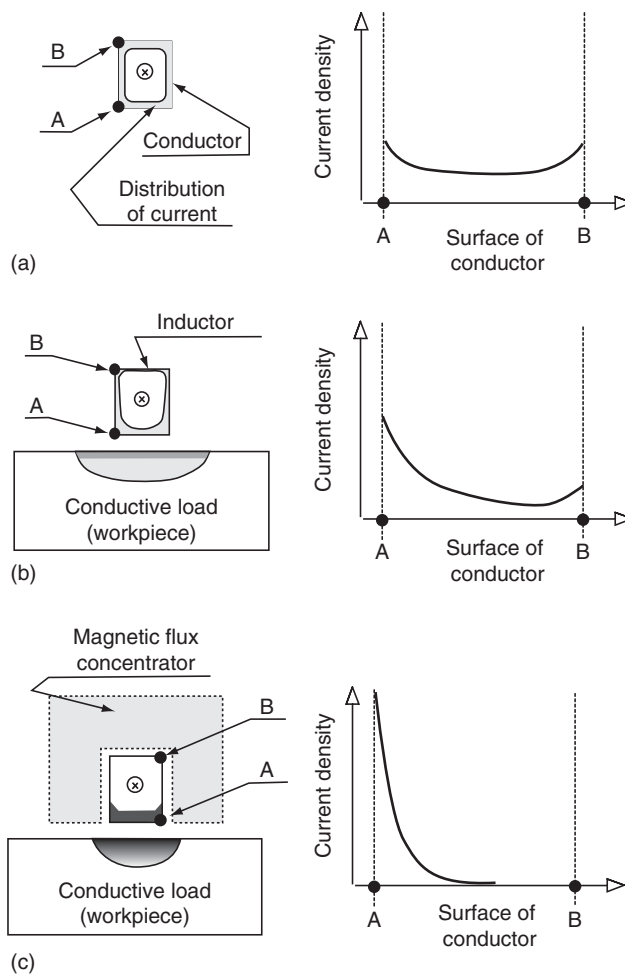 B
A
Conductor
Distribution
of current
(a)
Current density
A
Surface of
conductor
B
Inductor
B
A
Conductive load
(workpiece)
(b)
Current density
A
Surface of
conductor
B
Magnetic flux
concentrator
B
A
Conductive load
(workpiece)
(c)
Current density
A
Surface of
conductor
B